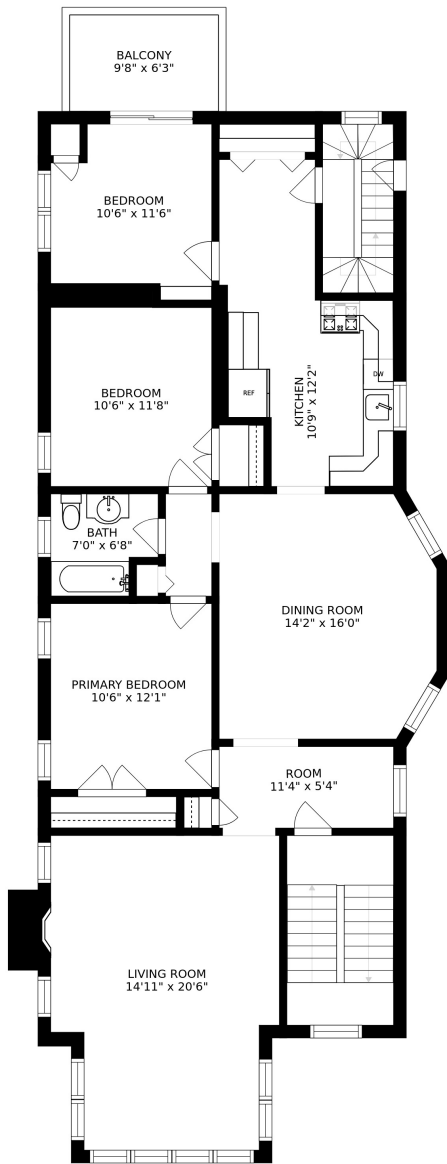 BALCONY
9'8" x 6'3"
BEDROOM
10'6" x 11'6"
BEDROOM
10'6" x 11'8"
REF
KITCHEN
10'9" x 12'2"
DW
BATH
7'0" x 6'8"
DINING ROOM
14'2" x 16'0"
PRIMARY BEDROOM
10'6" x 12'1"
ROOM
11'4" x 5'4"
LIVING ROOM
14'11" x 20'6"